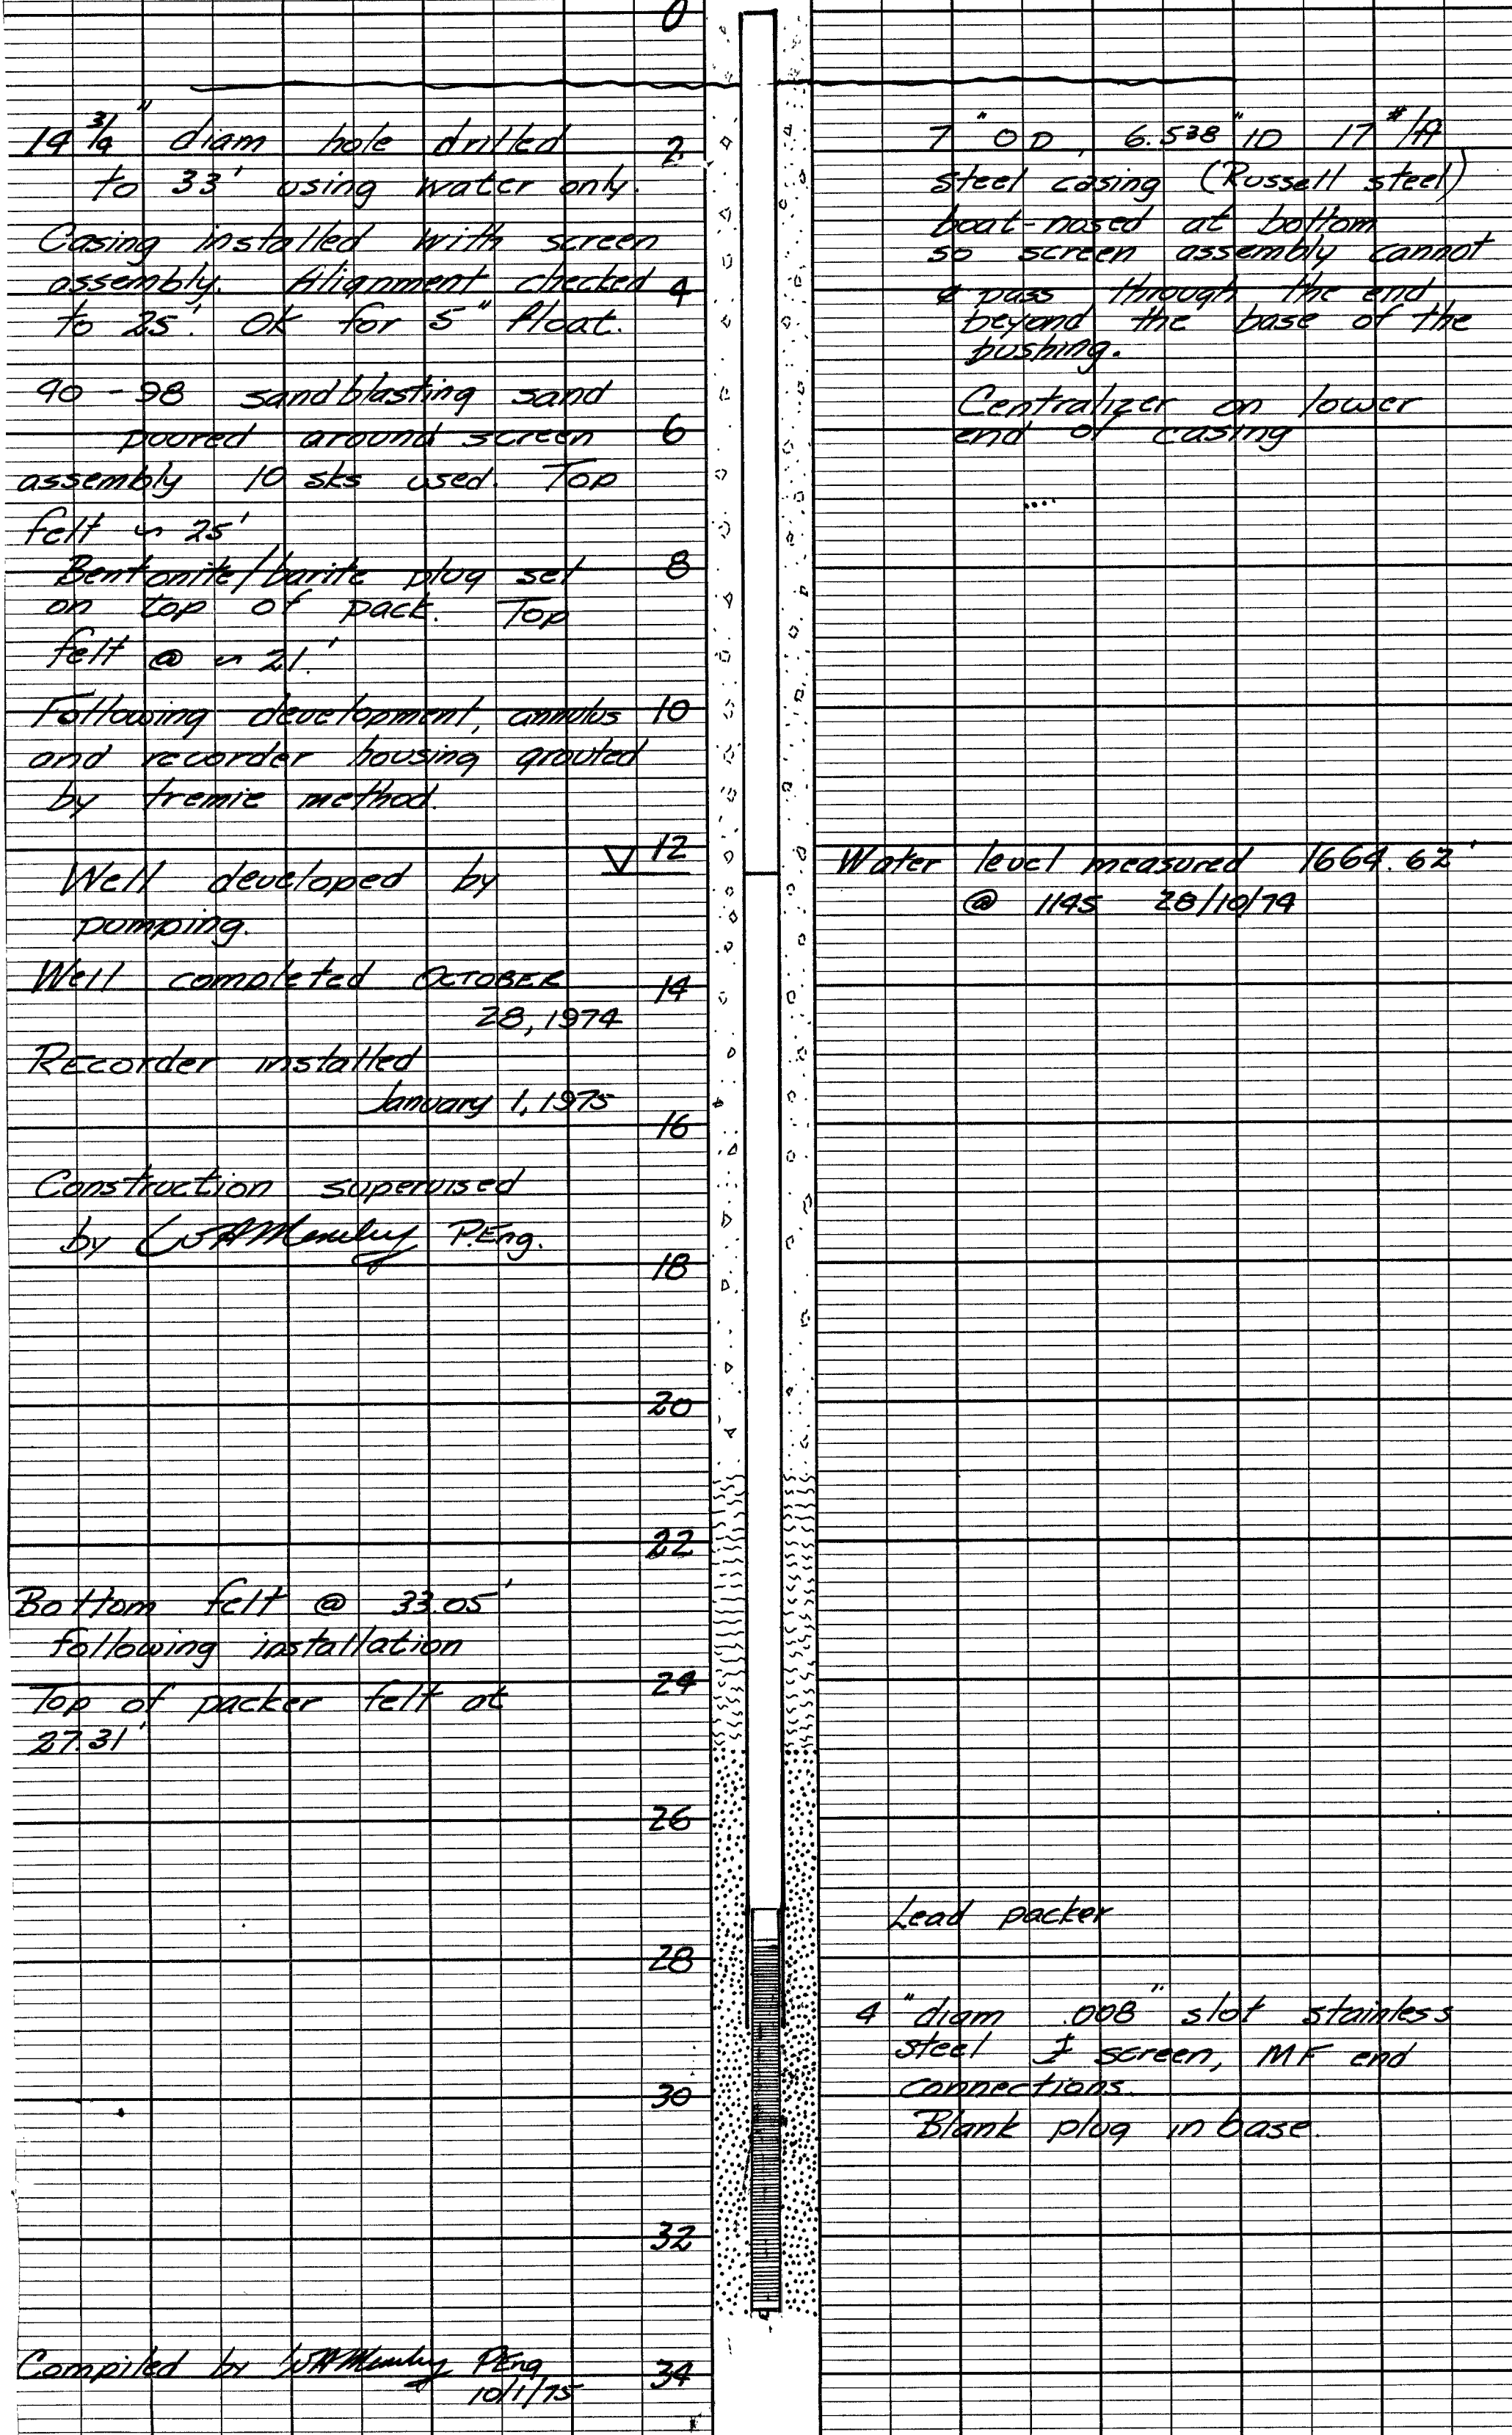 0
14 3/4" diam hole drilled
to 33' using water only.
Casing installed with screen
assembly. Alignment checked
to 25'. OK for 5" float.
40-98 sandblasting sand
poured around screen
assembly 10 sks used. Top
felt ~ 25'
Bentonite/barite plug set
on top of pack. Top
felt @ ~ 21.'
Following development, annulus
and recorder housing grouted
by tremie method.
Well developed by
pumping.
Well completed OCTOBER
28, 1974
RECorder installed
January 1, 1975
Construction supervised
by P.Eng.
Bottom felt @ 33.05'
following installation
Top of packer felt at
27.31'
Compiled by P.Eng.
10/1/75
2
4
6
8
10
12
14
16
18
20
22
24
26
28
30
32
34
7" OD, 6.538" ID 17 #/ft
steel casing (Russell steel)
boat-nosed at bottom
so screen assembly cannot
pass through the end
beyond the base of the
bushing.
Centralizer on lower
end of casing
....
Water level measured 1664.62'
@ 1145 28/10/74
Lead packer
4" diam .008" slot stainless
steel screen, MF end
connections.
Blank plug in base.